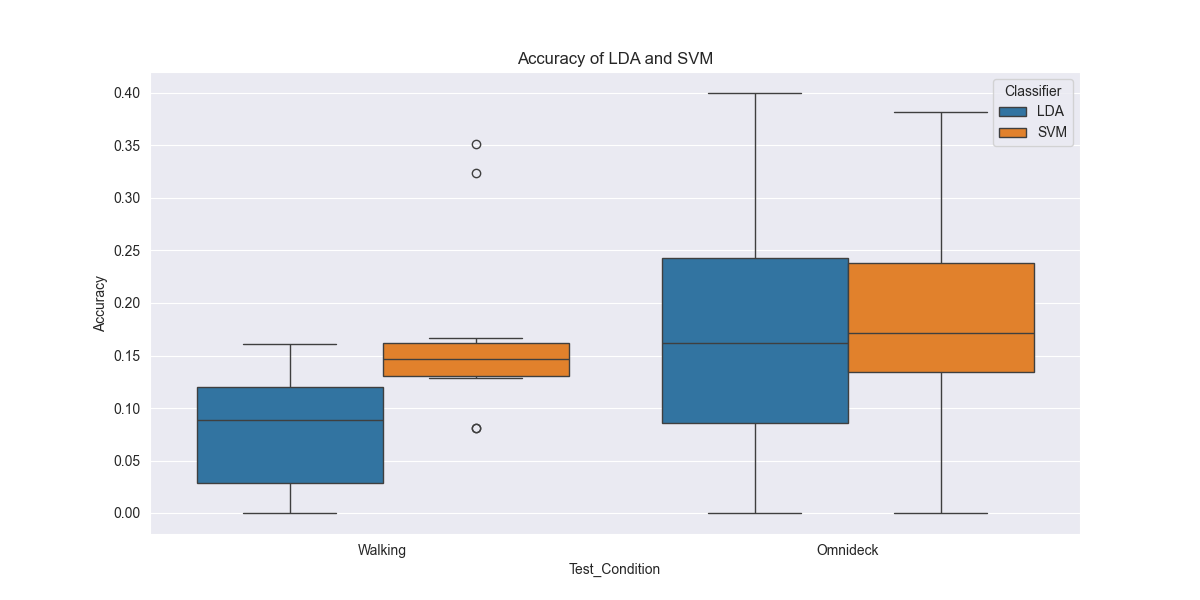 Accuracy of LDA and SVM
Classifier
LDA
SVM
0.40
0.35
0.30
0.25
0.20
0.15
0.10
0.05
0.00
Accuracy
Walking
Omnideck
Test_Condition